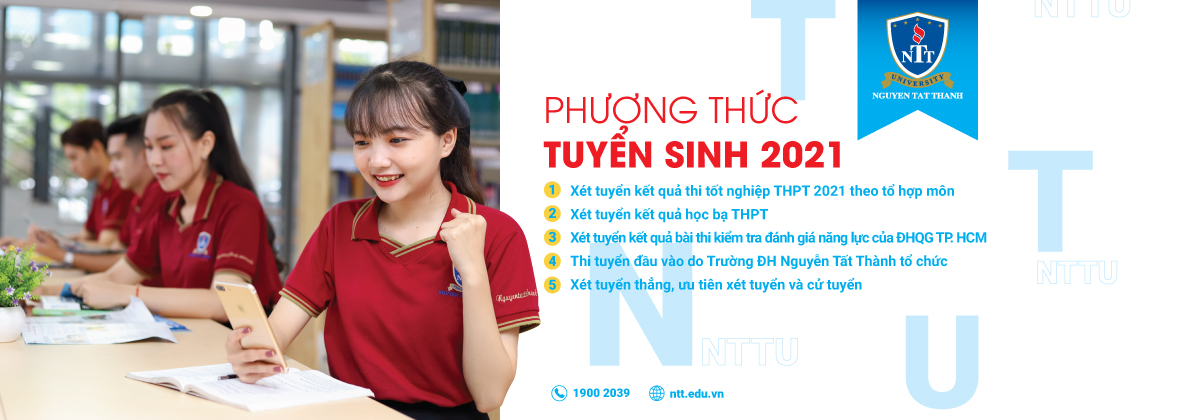 NTTU
NTT
UNIVERSITY
NGUYEN TAT THANH
PHƯƠNG THỨC
TUYỂN SINH 2021
1 Xét tuyển kết quả thi tốt nghiệp THPT 2021 theo tổ hợp môn
2 Xét tuyển kết quả học bạ THPT
3 Xét tuyển kết quả bài thi kiểm tra đánh giá năng lực của ĐHQG TP. HCM
4 Thi tuyển đầu vào do Trường ĐH Nguyễn Tất Thành tổ chức
5 Xét tuyển thẳng, ưu tiên xét tuyển và cử tuyển
T
T
NTTU
N
NTTU
U
1900 2039
ntt.edu.vn
NTT